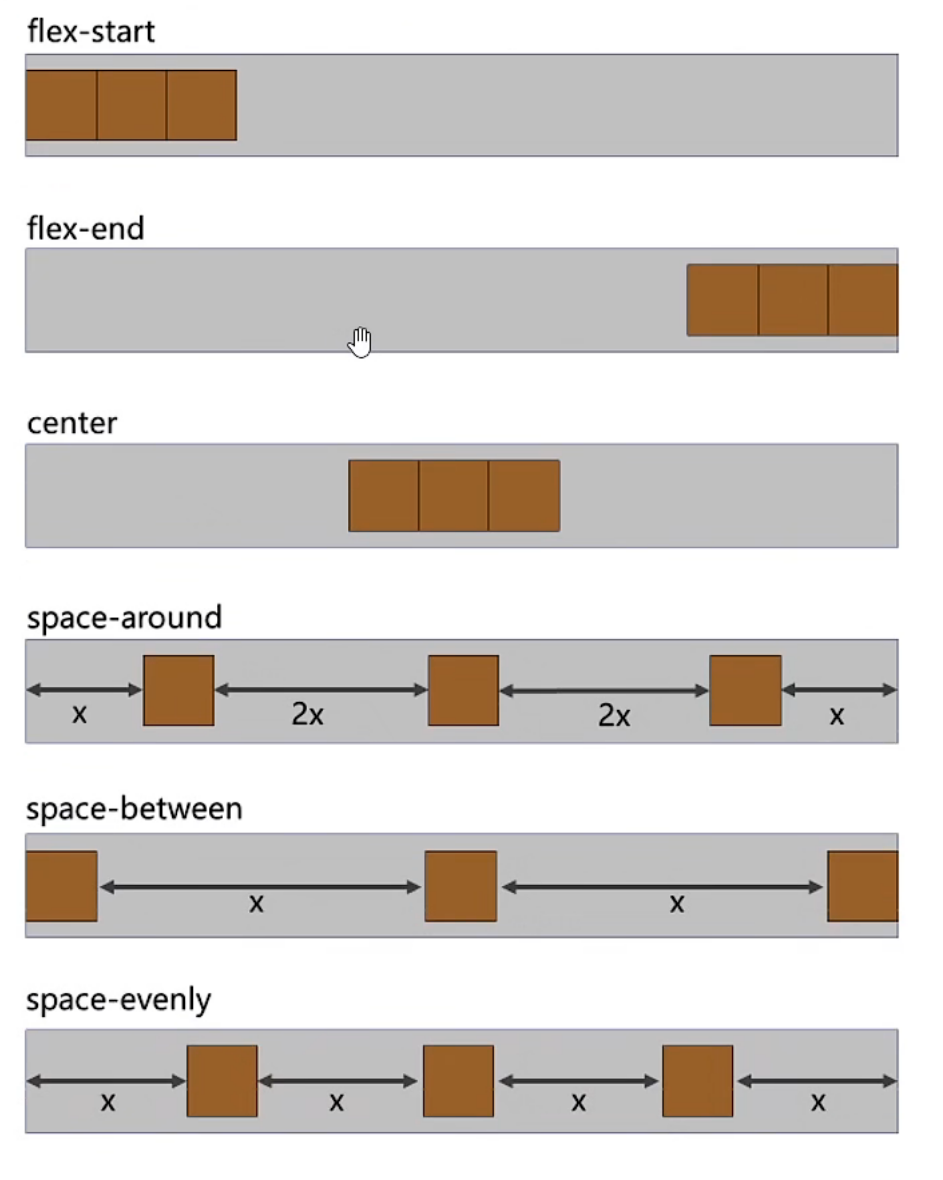 flex-start
flex-end
center
space-around
x 2x 2x x
space-between
x x
space-evenly
x x x x